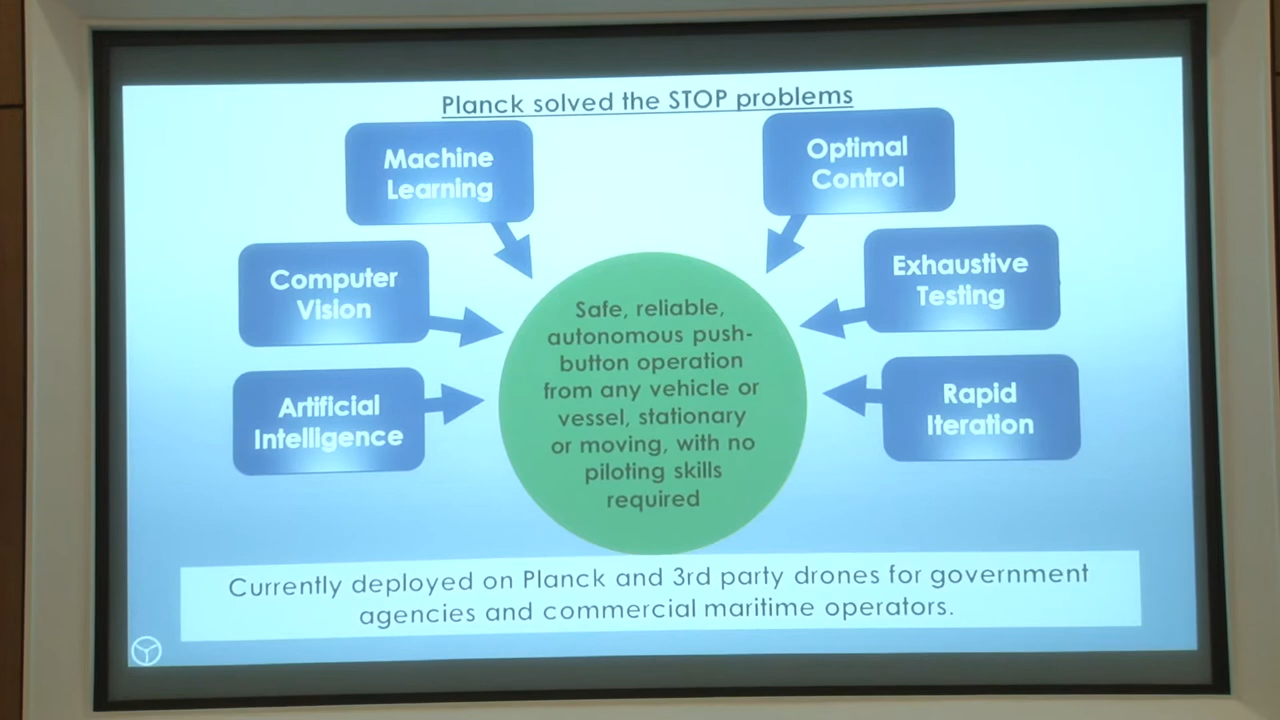 Planck solved the STOP problems
Machine
Learning
Optimal
Control
Computer
Vision
Exhaustive
Testing
Artificial
Intelligence
Rapid
Iteration
Safe, reliable,
autonomous push-
button operation
from any vehicle or
vessel, stationary
or moving, with no
piloting skills
required
Currently deployed on Planck and 3rd party drones for government
agencies and commercial maritime operators.